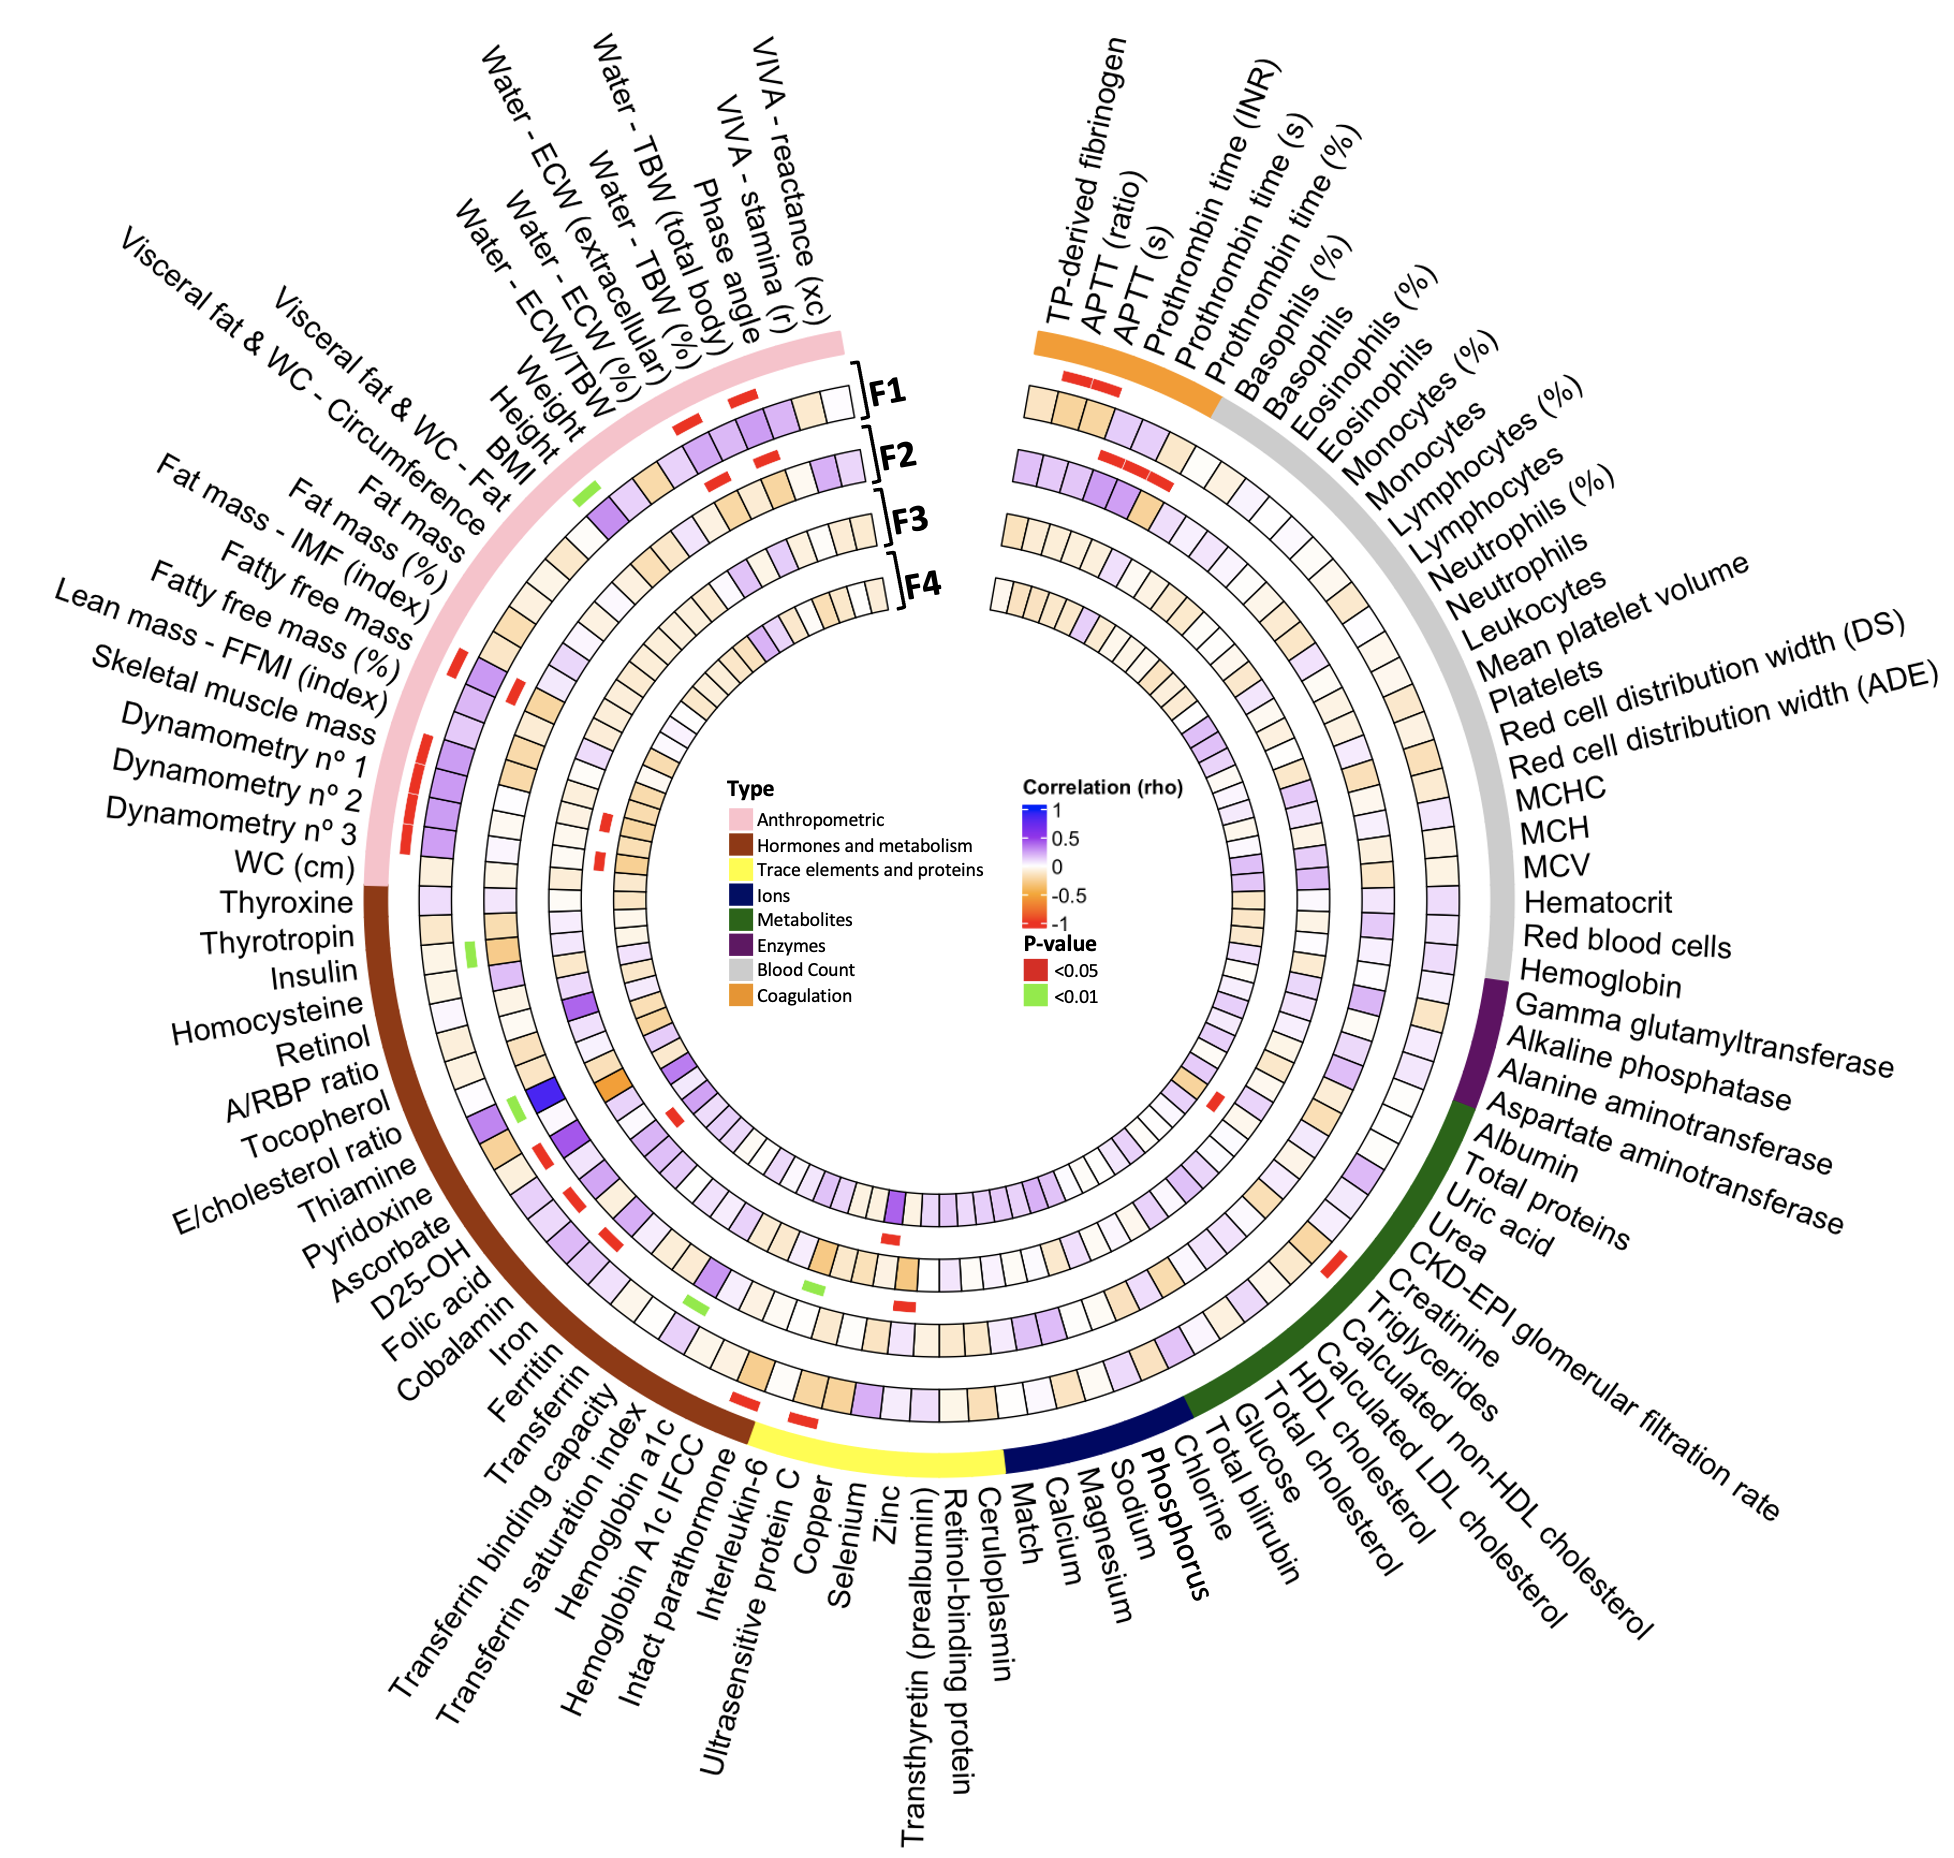 TP-derived fibrinogen
APTT (ratio)
APTT (s)
Prothrombin time (INR)
Prothrombin time (s)
Prothrombin time (%)
Basophils (%)
Basophils
Eosinophils (%)
Eosinophils
Monocytes (%)
Monocytes
Lymphocytes (%)
Lymphocytes
Neutrophils (%)
Neutrophils
Leukocytes
Mean platelet volume
Platelets
Red cell distribution width (DS)
Red cell distribution width (ADE)
MCHC
MCH
MCV
Hematocrit
Red blood cells
Hemoglobin
Gamma glutamyltransferase
Alkaline phosphatase
Alanine aminotransferase
Aspartate aminotransferase
Albumin
Total proteins
Uric acid
Urea
CKD-EPI glomerular filtration rate
Creatinine
Triglycerides
Calculated non-HDL cholesterol
Calculated LDL cholesterol
HDL cholesterol
Total cholesterol
Glucose
Total bilirubin
Chlorine
Phosphorus
Sodium
Magnesium
Calcium
Match
Ceruloplasmin
Retinol-binding protein
Transthyretin (prealbumin)
Zinc
Selenium
Copper
Ultrasensitive protein C
Interleukin-6
Intact parathormone
Hemoglobin A1c IFCC
Hemoglobin a1c
Transferrin saturation index
Transferrin binding capacity
Transferrin
Ferritin
Iron
Cobalamin
Folic acid
D25-OH
Ascorbate
Pyridoxine
Thiamine
E/cholesterol ratio
Tocopherol
A/RBP ratio
Retinol
Homocysteine
Insulin
Thyrotropin
Thyroxine
WC (cm)
Dynamometry nº 3
Dynamometry nº 2
Dynamometry nº 1
Skeletal muscle mass
Lean mass - FFMI (index)
Fatty free mass (%)
Fatty free mass
Fat mass - IMF (index)
Fat mass (%)
Fat mass
Visceral fat & WC - Circumference
Visceral fat & WC - Fat
BMI
Height
Weight
Water - ECW/TBW
Water - ECW (%)
Water - ECW (extracellular)
Water - TBW (%)
Water - TBW (total body)
Phase angle
VIVA - stamina (r)
VIVA - reactance (xc)
F1
F2
F3
F4
Type
Anthropometric
Hormones and metabolism
Trace elements and proteins
Ions
Metabolites
Enzymes
Blood Count
Coagulation
Correlation (rho)
1
0.5
0
-0.5
-1
P-value
<0.05
<0.01